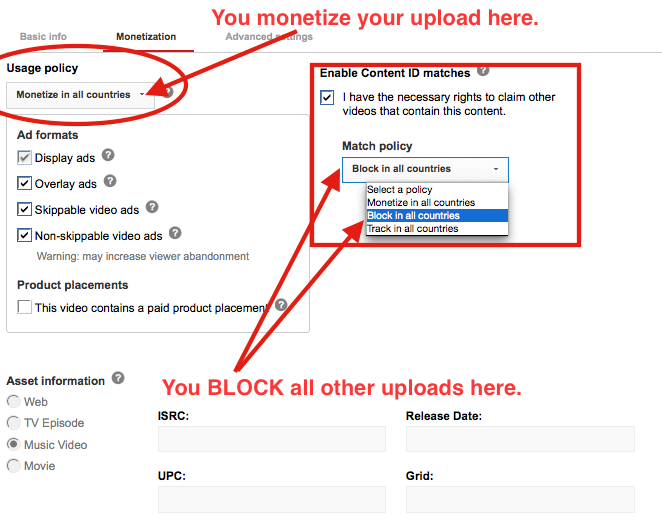 You monetize your upload here.
Basic info Monetization Advanced settings
Usage policy
Monetize in all countries ?
Ad formats
Display ads ?
Overlay ads ?
Skippable video ads ?
Non-skippable video ads ?
Warning: may increase viewer abandonment
Product placements
This video contains a paid product placement ?
Enable Content ID matches ?
I have the necessary rights to claim other
videos that contain this content.
Match policy
Block in all countries
Select a policy
Monetize in all countries
Block in all countries
Track in all countries
You BLOCK all other uploads here.
Asset information ?
Web
TV Episode
Music Video
Movie
ISRC:
Release Date:
UPC:
Grid: